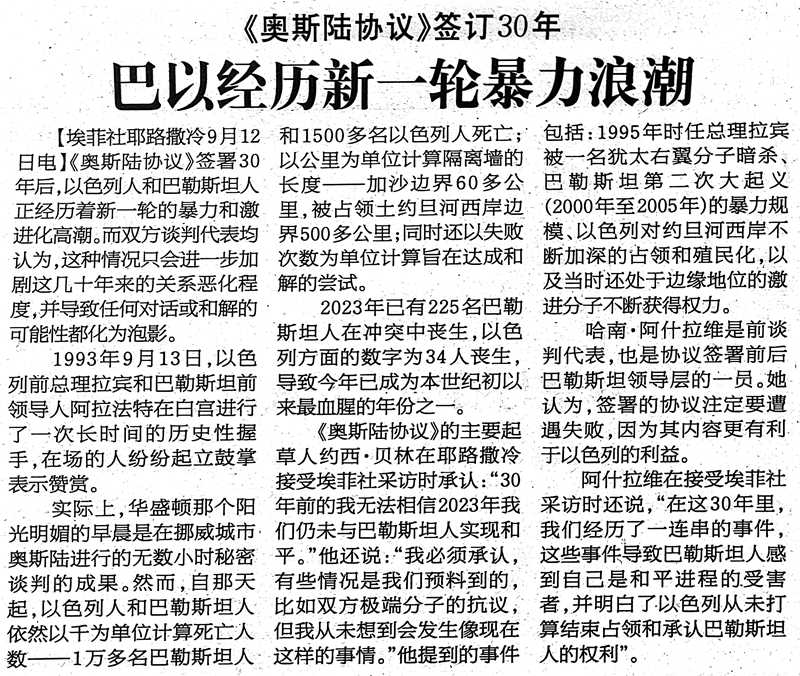 《奥斯陆协议》签订30年
巴以经历新一轮暴力浪潮
【埃菲社耶路撒冷9月12
日电】《奥斯陆协议》签署30
年后,以色列人和巴勒斯坦人
正经历着新一轮的暴力和激
进化高潮。而双方谈判代表均
认为,这种情况只会进一步加
剧这几十年来的关系恶化程
度,并导致任何对话或和解的
可能性都化为泡影。
1993年9月13日,以色
列前总理拉宾和巴勒斯坦前
领导人阿拉法特在白宫进行
了一次长时间的历史性握
手,在场的人纷纷起立鼓掌
表示赞赏。
实际上,华盛顿那个阳
光明媚的早晨是在挪威城市
奥斯陆进行的无数小时秘密
谈判的成果。然而,自那天
起,以色列人和巴勒斯坦人
依然以千为单位计算死亡人
数——1万多名巴勒斯坦人
和1500多名以色列人死亡;
以公里为单位计算隔离墙的
长度——加沙边界60多公
里,被占领土约旦河西岸边
界500多公里;同时还以失败
次数为单位计算旨在达成和
解的尝试。
2023年已有225名巴勒
斯坦人在冲突中丧生,以色
列方面的数字为34人丧生,
导致今年已成为本世纪初以
来最血腥的年份之一。
《奥斯陆协议》的主要起
草人约西·贝林在耶路撒冷
接受埃菲社采访时承认:“30
年前的我无法相信2023年我
们仍未与巴勒斯坦人实现和
平。”他还说:“我必须承认,
有些情况是我们预料到的,
比如双方极端分子的抗议,
但我从未想到会发生像现在
这样的事情。”他提到的事件
包括:1995年时任总理拉宾
被一名犹太右翼分子暗杀、
巴勒斯坦第二次大起义
(2000年至2005年)的暴力规
模、以色列对约旦河西岸不
断加深的占领和殖民化,以
及当时还处于边缘地位的激
进分子不断获得权力。
哈南·阿什拉维是前谈
判代表,也是协议签署前后
巴勒斯坦领导层的一员。她
认为,签署的协议注定要遭
遇失败,因为其内容更有利
于以色列的利益。
阿什拉维在接受埃菲社
采访时还说,“在这30年里,
我们经历了一连串的事件,
这些事件导致巴勒斯坦人感
到自己是和平进程的受害
者,并明白了以色列从未打
算结束占领和承认巴勒斯坦
人的权利”。